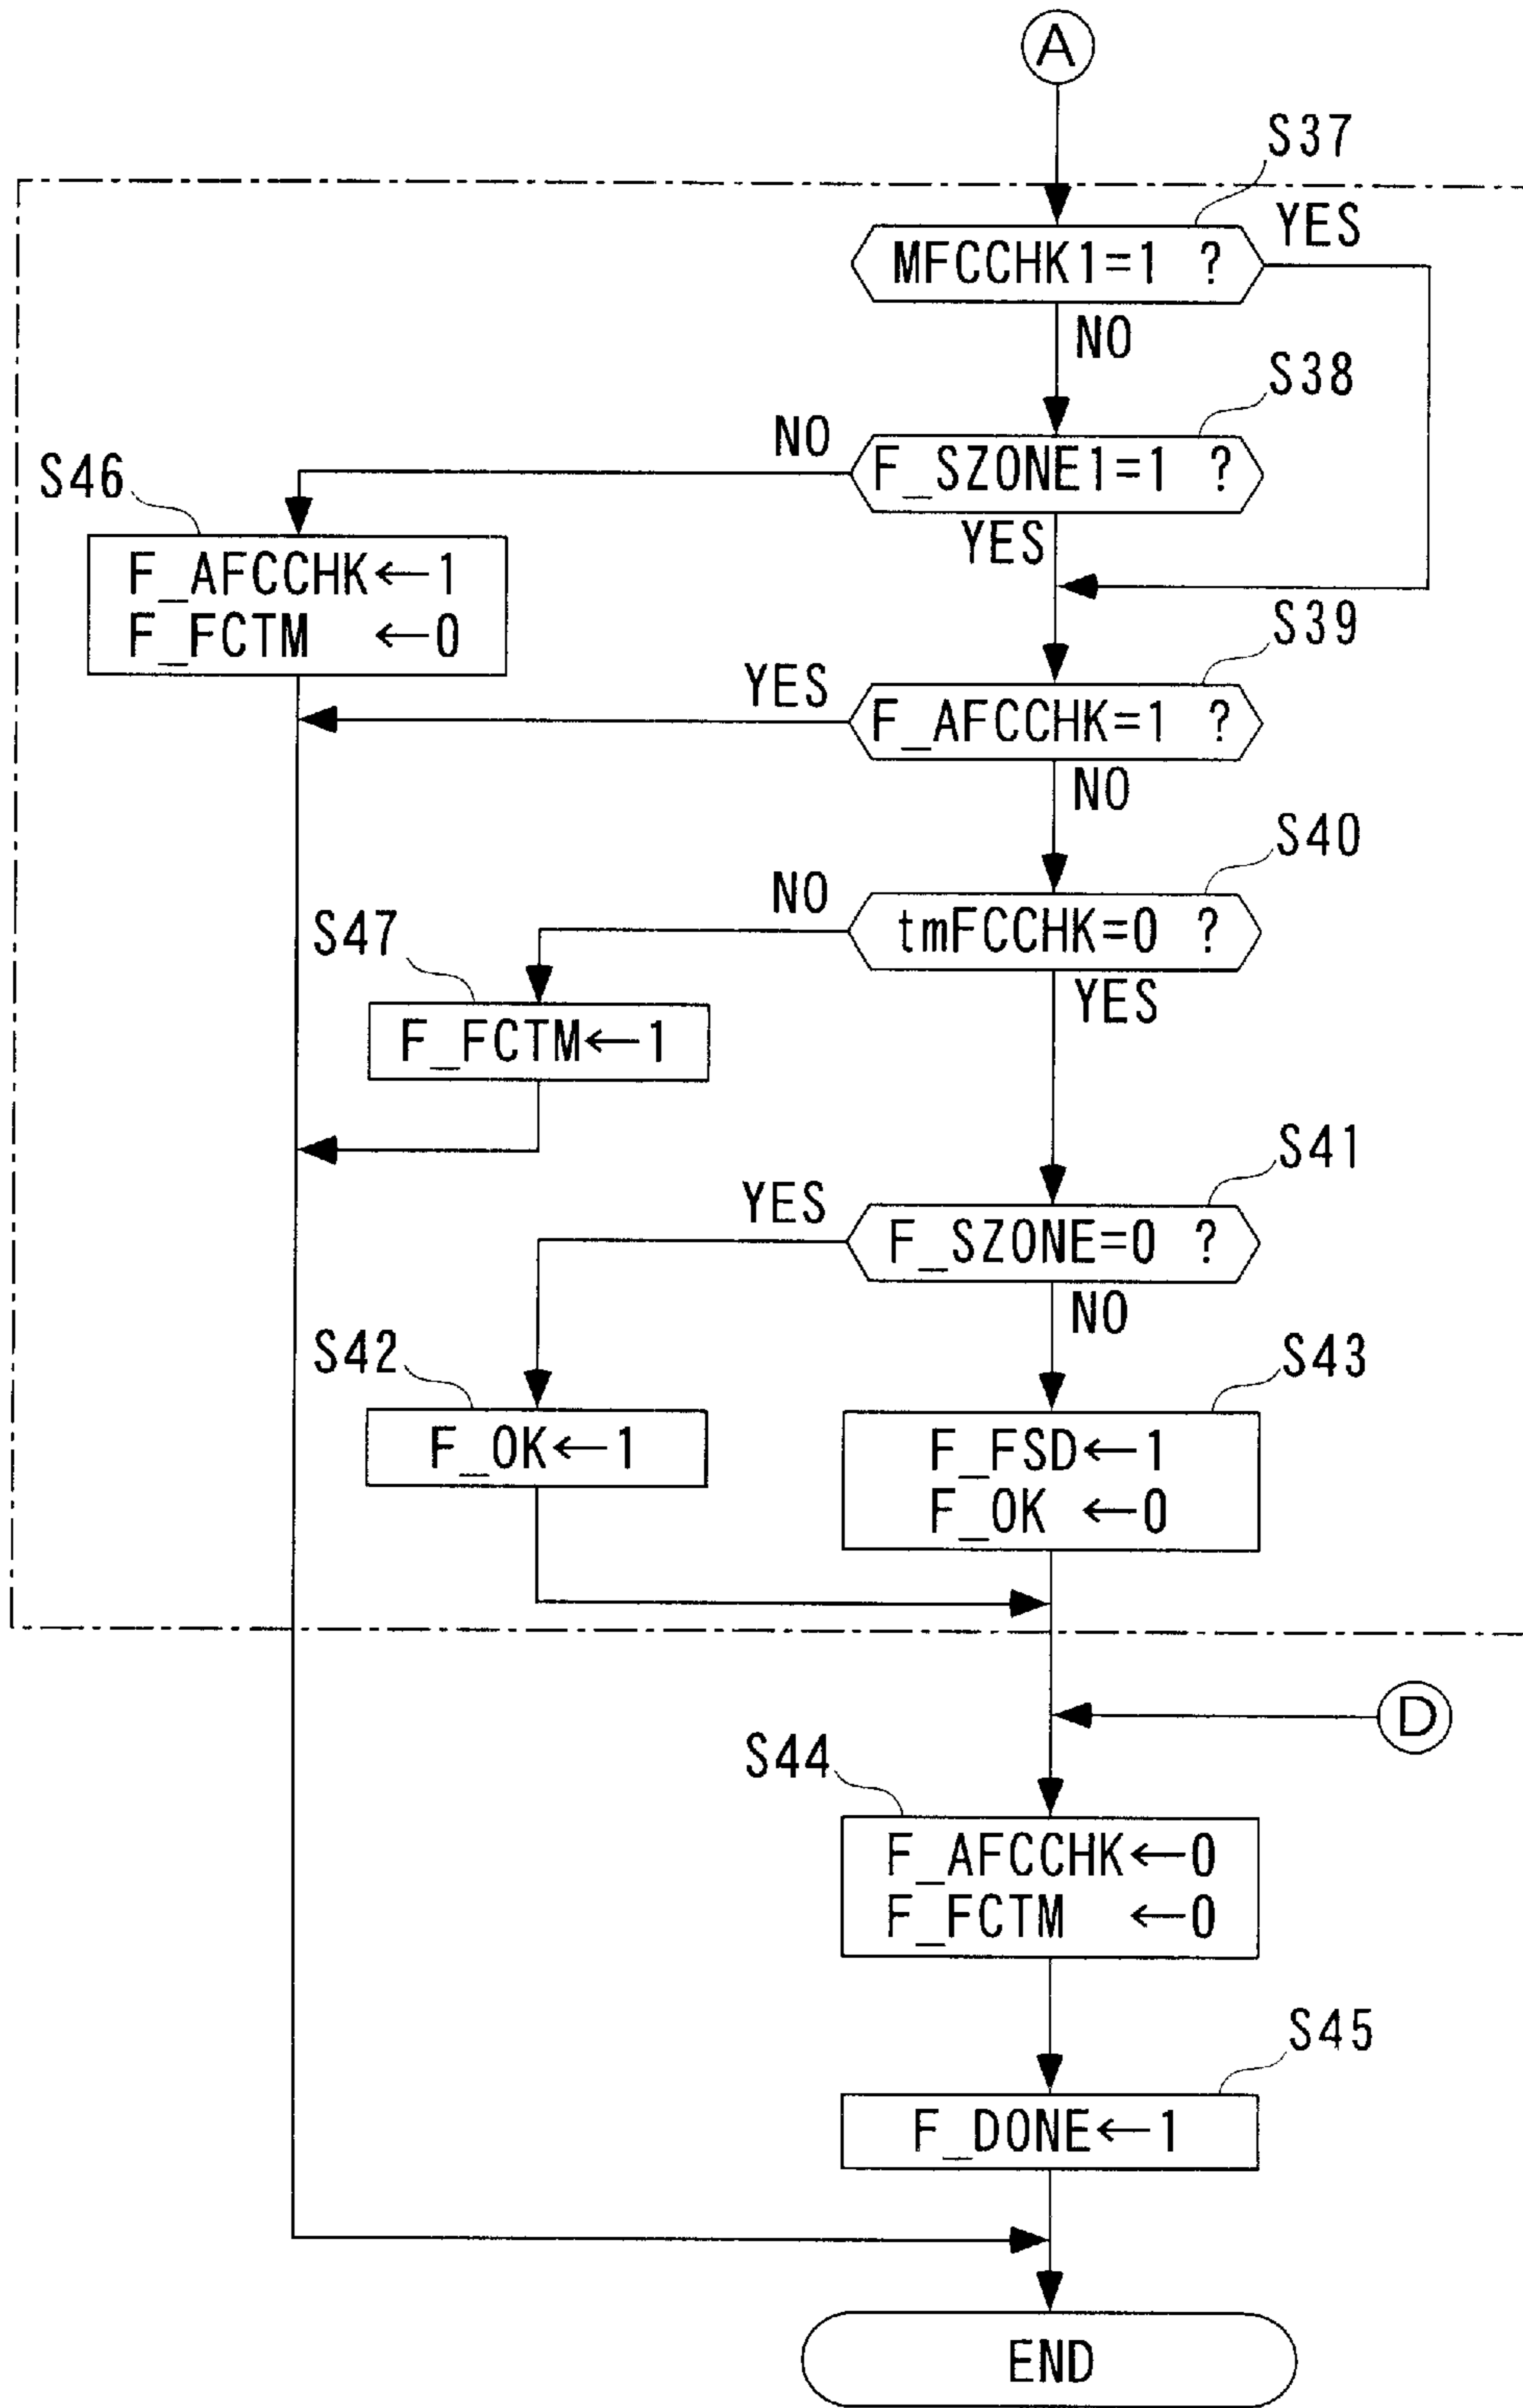 A
S37
YES
MFCCHK1=1 ?
NO
S38
NO
F_SZONE1=1 ?
S46
YES
F_AFCCHK←1
F_FCTM ←0
S39
YES
F_AFCCHK=1 ?
NO
S40
NO
tmFCCHK=0 ?
S47
YES
F_FCTM←1
S41
YES
F_SZONE=0 ?
NO
S42
S43
F_OK←1
F_FSD←1
F_OK ←0
D
S44
F_AFCCHK←0
F_FCTM ←0
S45
F_DONE←1
END